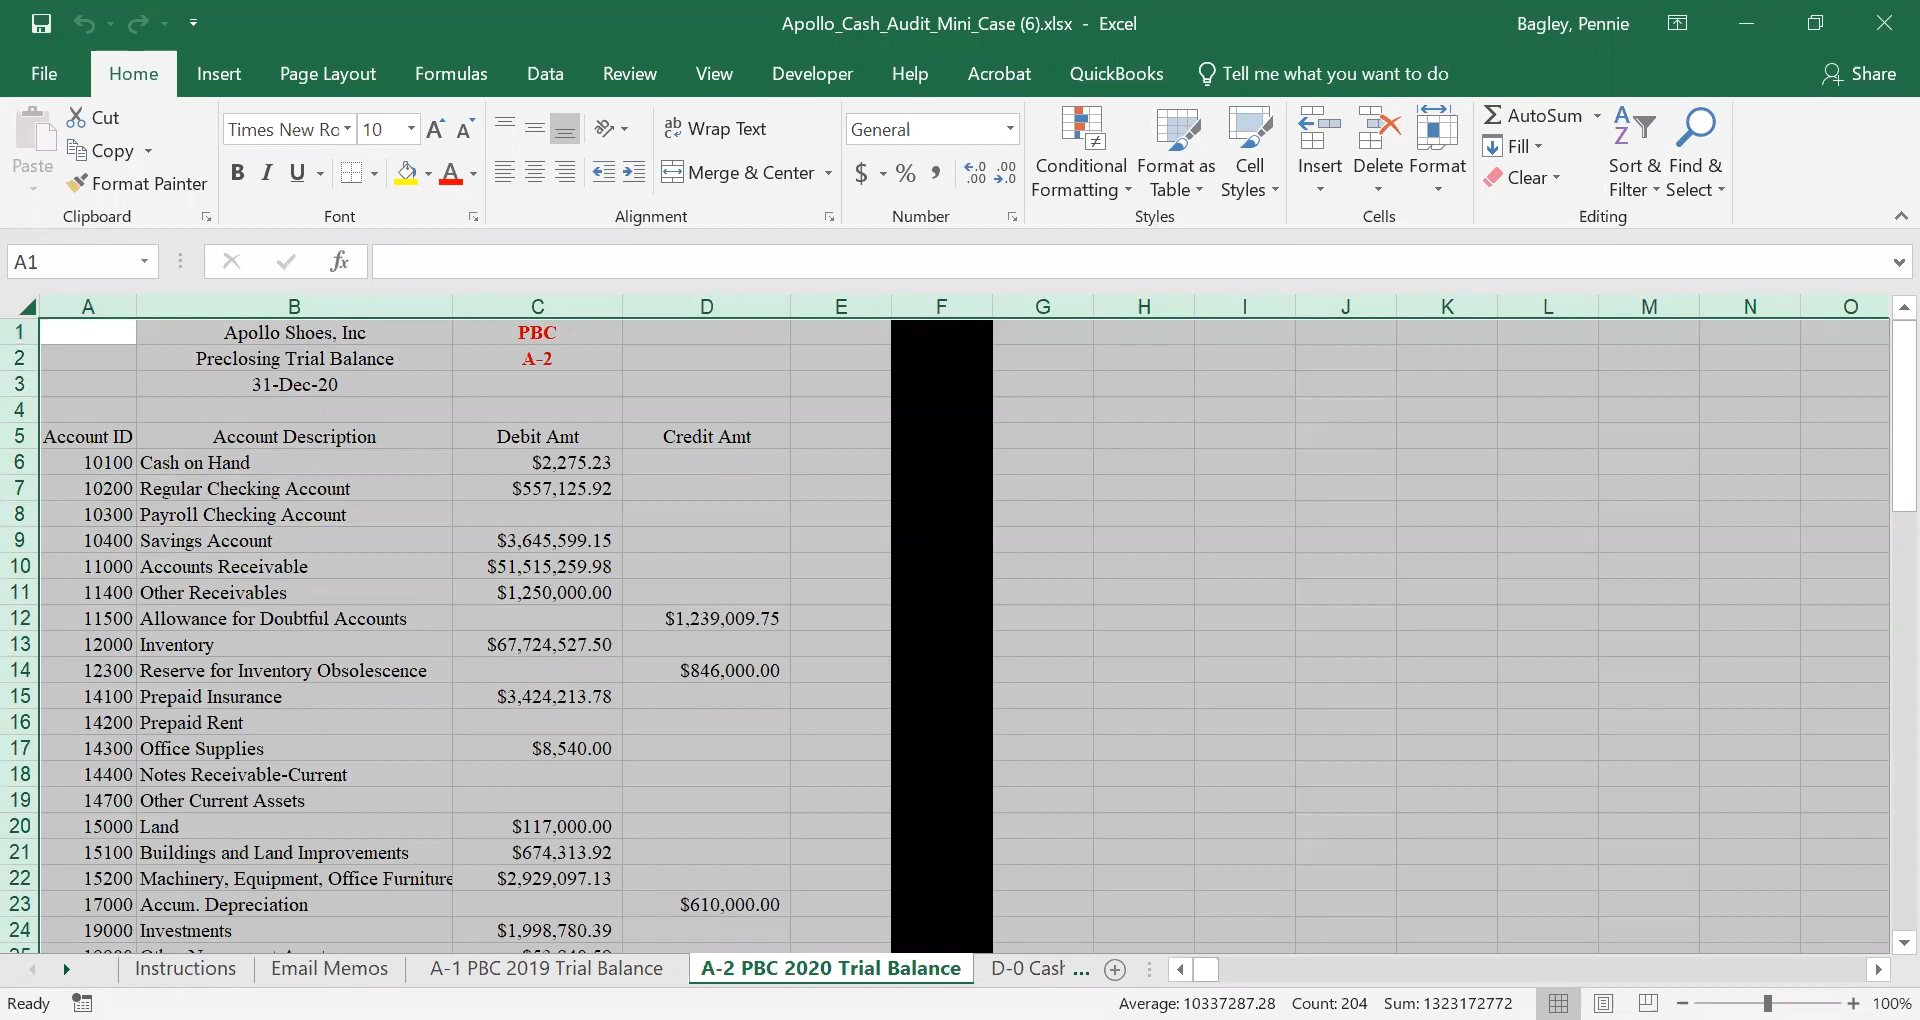 Apollo_Cash_Audit_Mini_Case (6).xlsx - Excel
Bagley, Pennie
File Home Insert Page Layout Formulas Data Review View Developer Help Acrobat QuickBooks Tell me what you want to do Share
Paste
Cut
Copy
Format Painter
Clipboard
Times New Ro 10
B I U
Font
Wrap Text
Merge & Center
Alignment
General
$ % ,
Number
Conditional Formatting
Format as Table
Cell Styles
Styles
Insert Delete Format
Cells
AutoSum
Fill
Clear
Sort & Filter
Find & Select
Editing
A1 fx
A B C D E F G H I J K L M N O
1 Apollo Shoes, Inc PBC
2 Preclosing Trial Balance A-2
3 31-Dec-20
4
5 Account ID Account Description Debit Amt Credit Amt
6 10100 Cash on Hand $2,275.23
7 10200 Regular Checking Account $557,125.92
8 10300 Payroll Checking Account
9 10400 Savings Account $3,645,599.15
10 11000 Accounts Receivable $51,515,259.98
11 11400 Other Receivables $1,250,000.00
12 11500 Allowance for Doubtful Accounts $1,239,009.75
13 12000 Inventory $67,724,527.50
14 12300 Reserve for Inventory Obsolescence $846,000.00
15 14100 Prepaid Insurance $3,424,213.78
16 14200 Prepaid Rent
17 14300 Office Supplies $8,540.00
18 14400 Notes Receivable-Current
19 14700 Other Current Assets
20 15000 Land $117,000.00
21 15100 Buildings and Land Improvements $674,313.92
22 15200 Machinery, Equipment, Office Furniture $2,929,097.13
23 17000 Accum. Depreciation $610,000.00
24 19000 Investments $1,998,780.39
Instructions Email Memos A-1 PBC 2019 Trial Balance A-2 PBC 2020 Trial Balance D-0 Cash ...
Ready Average: 10337287.28 Count: 204 Sum: 1323172772 100%